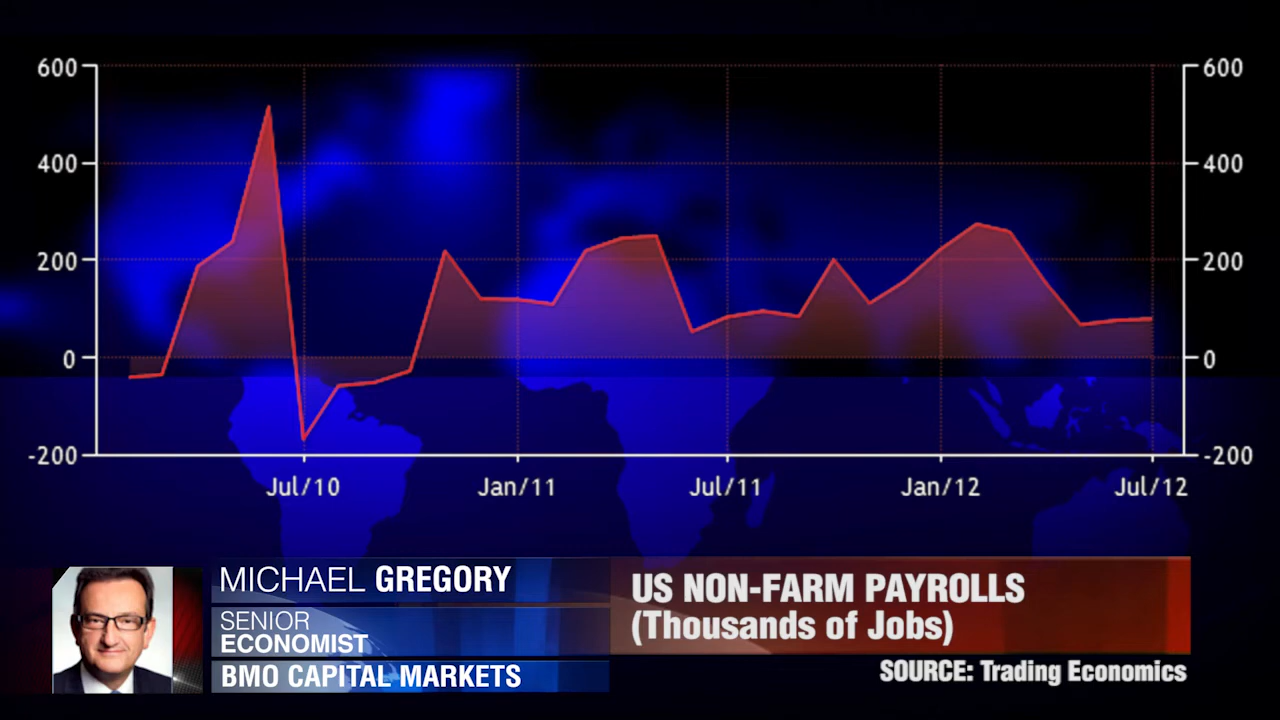 600
600
400
400
200
200
0
0
-200
-200
Jul/10 Jan/11 Jul/11 Jan/12 Jul/12
MICHAEL GREGORY
SENIOR
ECONOMIST
BMO CAPITAL MARKETS
US NON-FARM PAYROLLS
(Thousands of Jobs)
SOURCE: Trading Economics